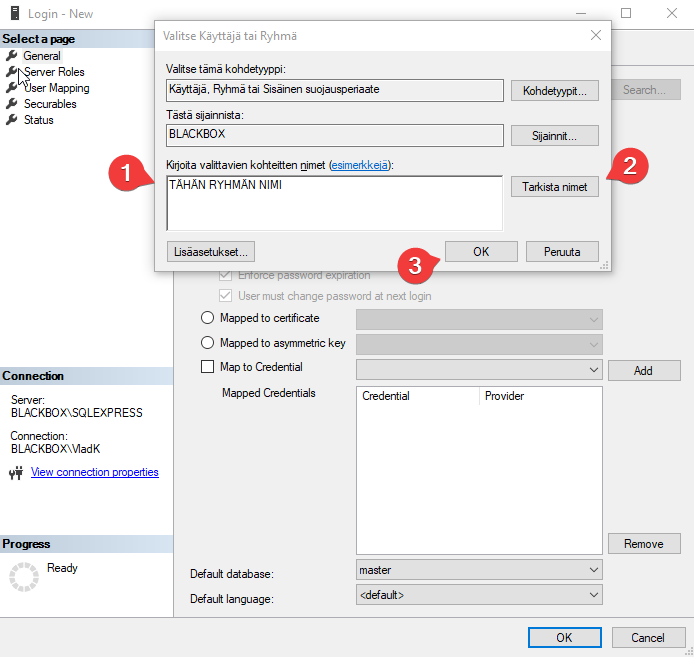 Login - New
Select a page
General
Server Roles
User Mapping
Securables
Status
Valitse Käyttäjä tai Ryhmä
Valitse tämä kohdetyyppi:
Käyttäjä, Ryhmä tai Sisäinen suojausperiaate
Kohdetyypit...
Search...
Tästä sijainnista:
BLACKBOX
Sijainnit...
Kirjoita valittavien kohteitten nimet (esimerkkejä):
1
TÄHÄN RYHMÄN NIMI
Tarkista nimet
2
Lisäasetukset...
3
OK
Peruuta
Enforce password expiration
User must change password at next login
Mapped to certificate
Mapped to asymmetric key
Map to Credential
Add
Mapped Credentials
Credential
Provider
Remove
Connection
Server:
BLACKBOX\SQLEXPRESS
Connection:
BLACKBOX\VladK
View connection properties
Progress
Ready
Default database:
master
Default language:
<default>
OK
Cancel